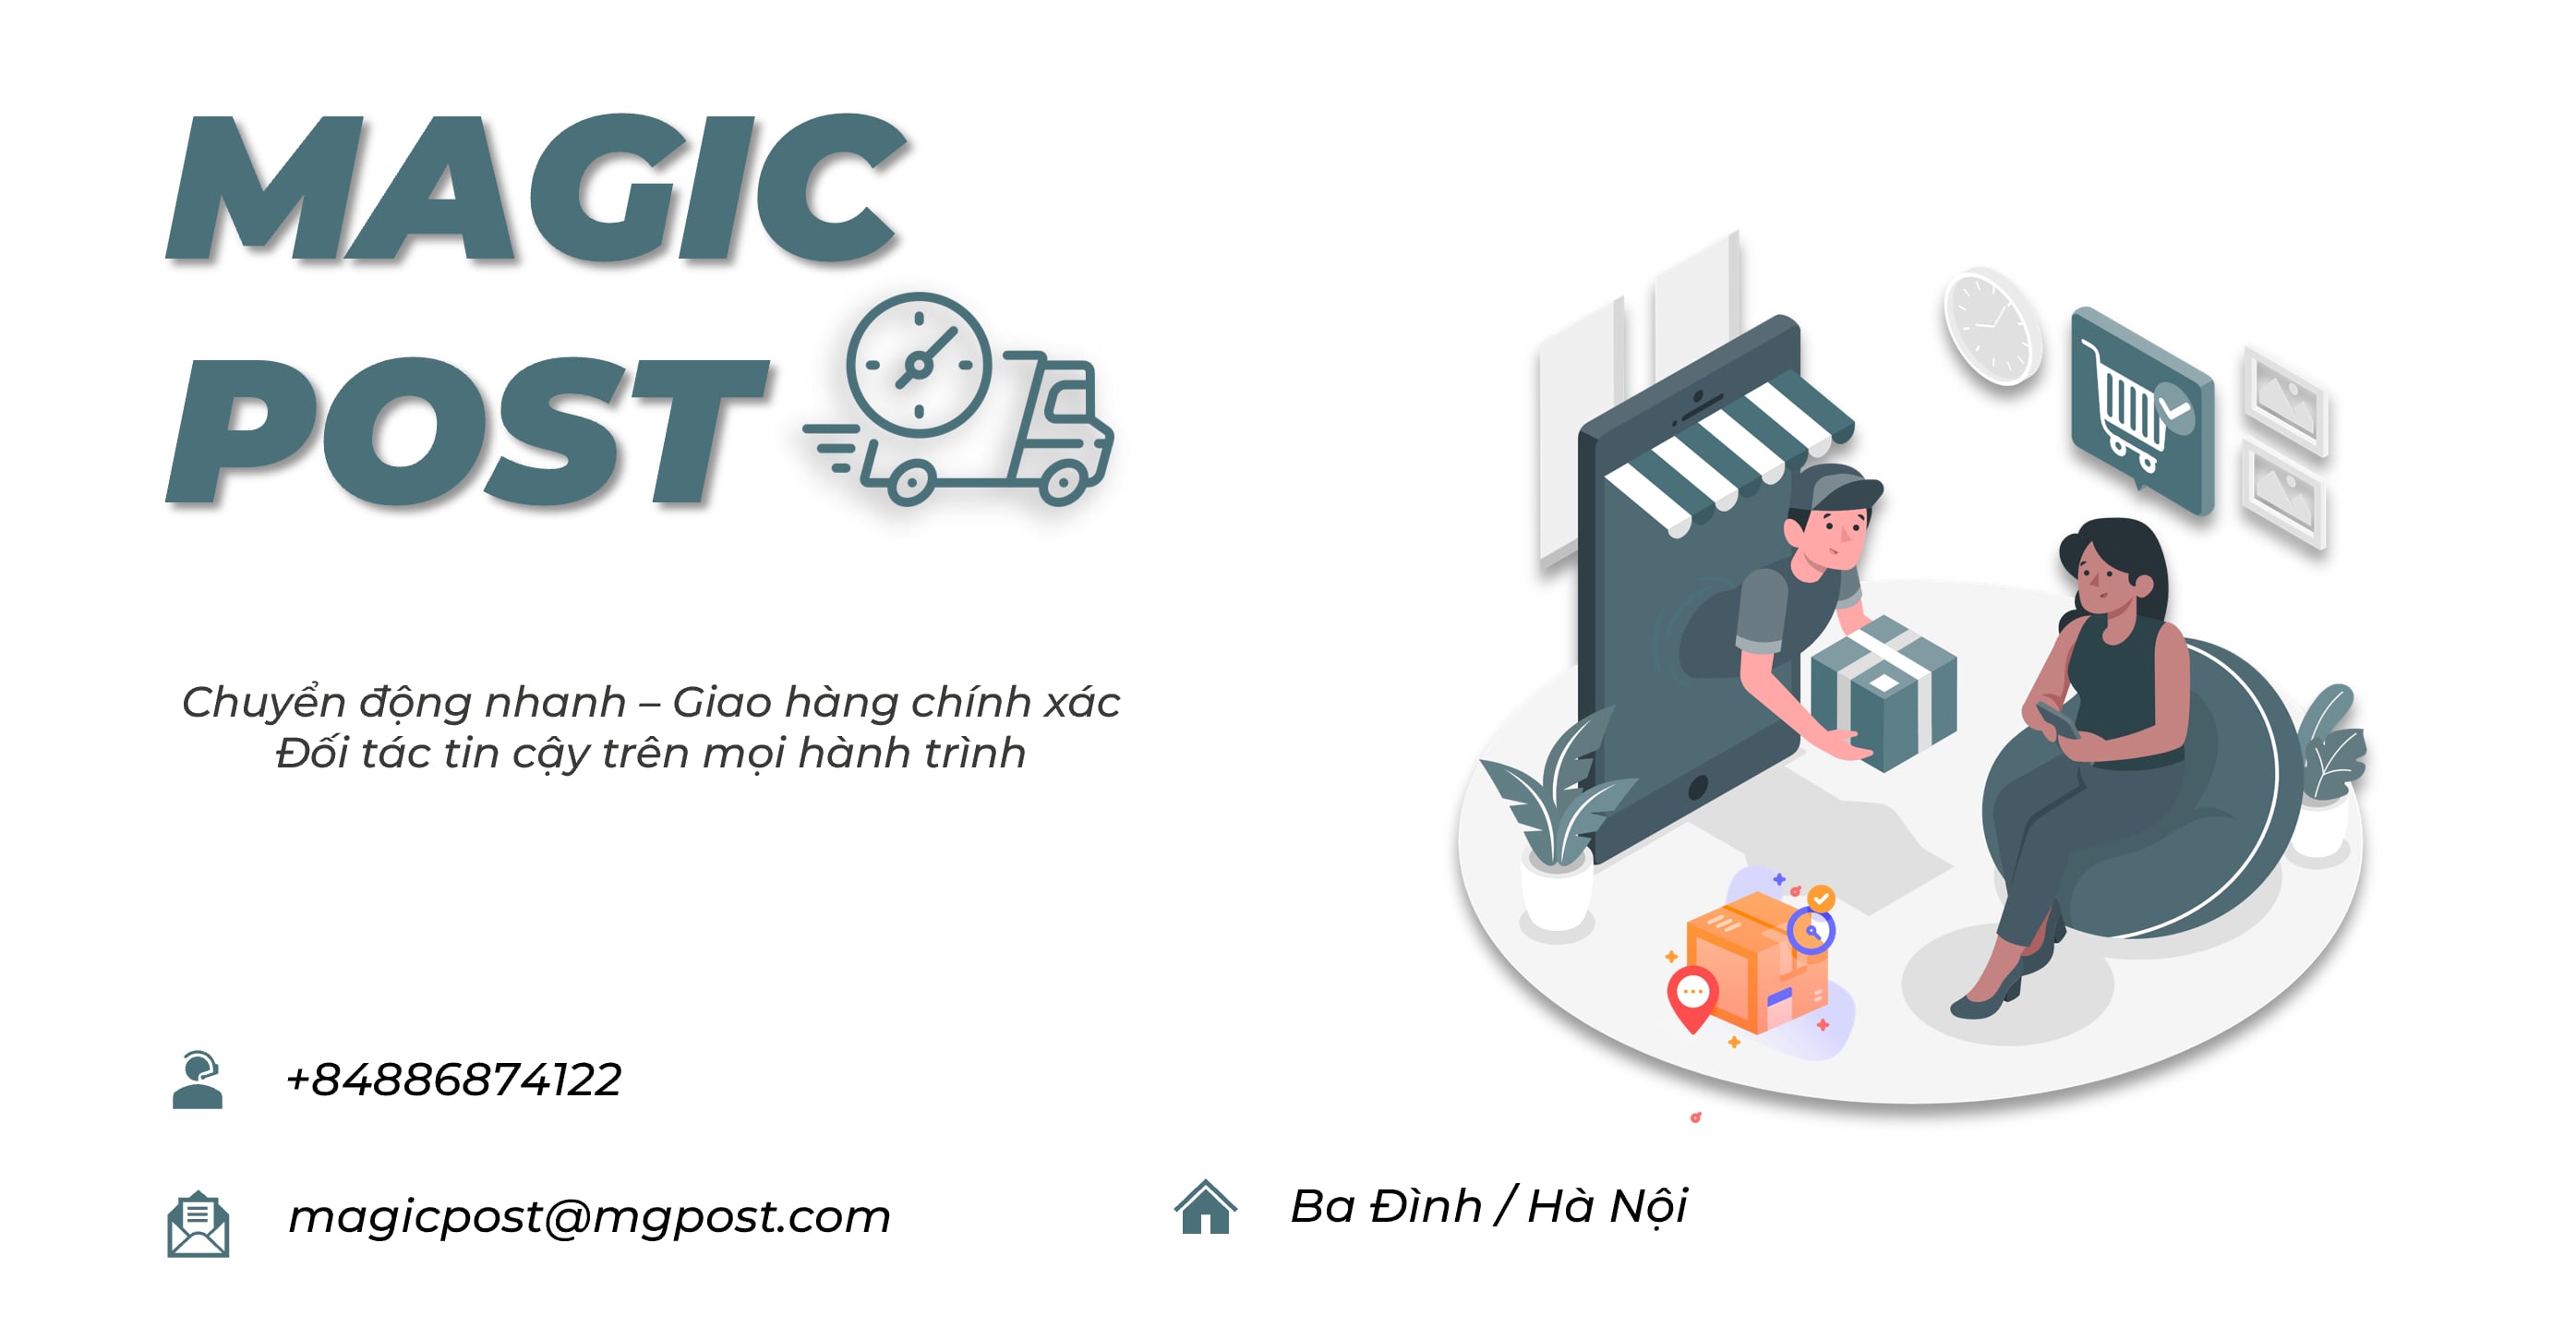 MAGIC
POST
Chuyển động nhanh – Giao hàng chính xác
Đối tác tin cậy trên mọi hành trình
+84886874122
magicpost@mgpost.com
Ba Đình / Hà Nội